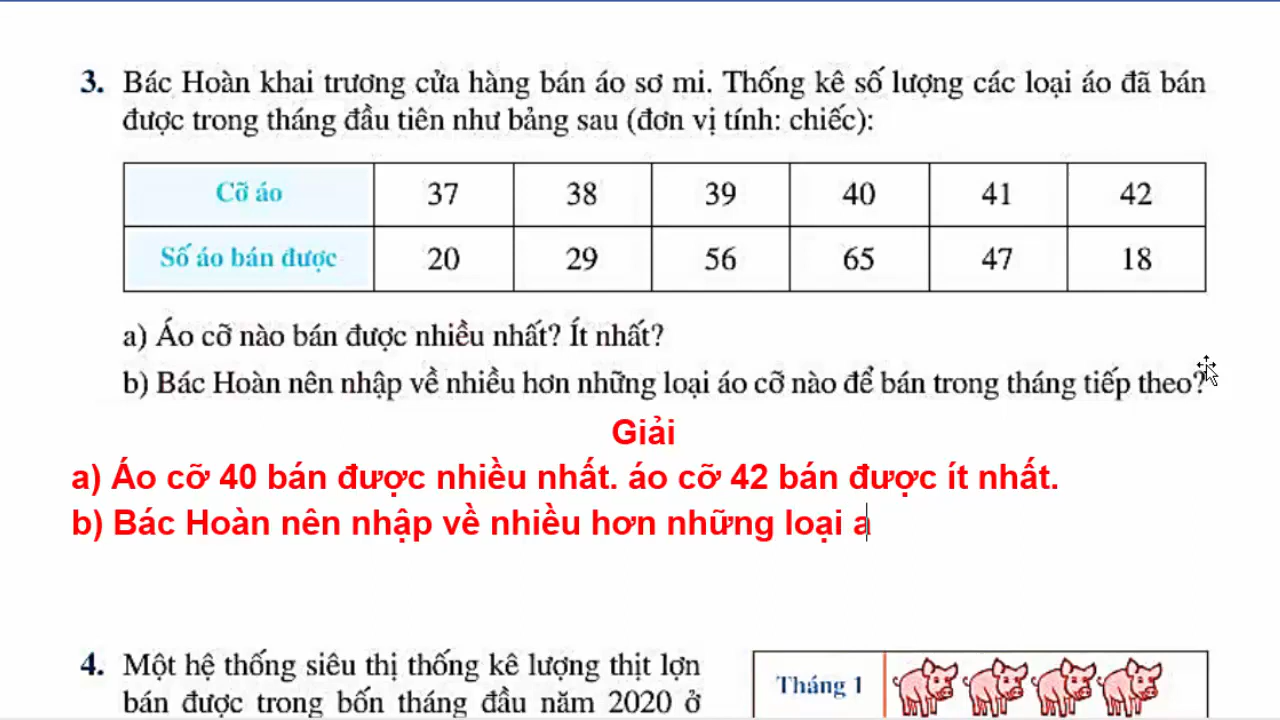 3. Bác Hoàn khai trương cửa hàng bán áo sơ mi. Thống kê số lượng các loại áo đã bán
được trong tháng đầu tiên như bảng sau (đơn vị tính: chiếc):
Cỡ áo 37 38 39 40 41 42
Số áo bán được 20 29 56 65 47 18
a) Áo cỡ nào bán được nhiều nhất? Ít nhất?
b) Bác Hoàn nên nhập về nhiều hơn những loại áo cỡ nào để bán trong tháng tiếp theo?
Giải
a) Áo cỡ 40 bán được nhiều nhất. áo cỡ 42 bán được ít nhất.
b) Bác Hoàn nên nhập về nhiều hơn những loại a
4. Một hệ thống siêu thị thống kê lượng thịt lợn
bán được trong bốn tháng đầu năm 2020 ở
Tháng 1